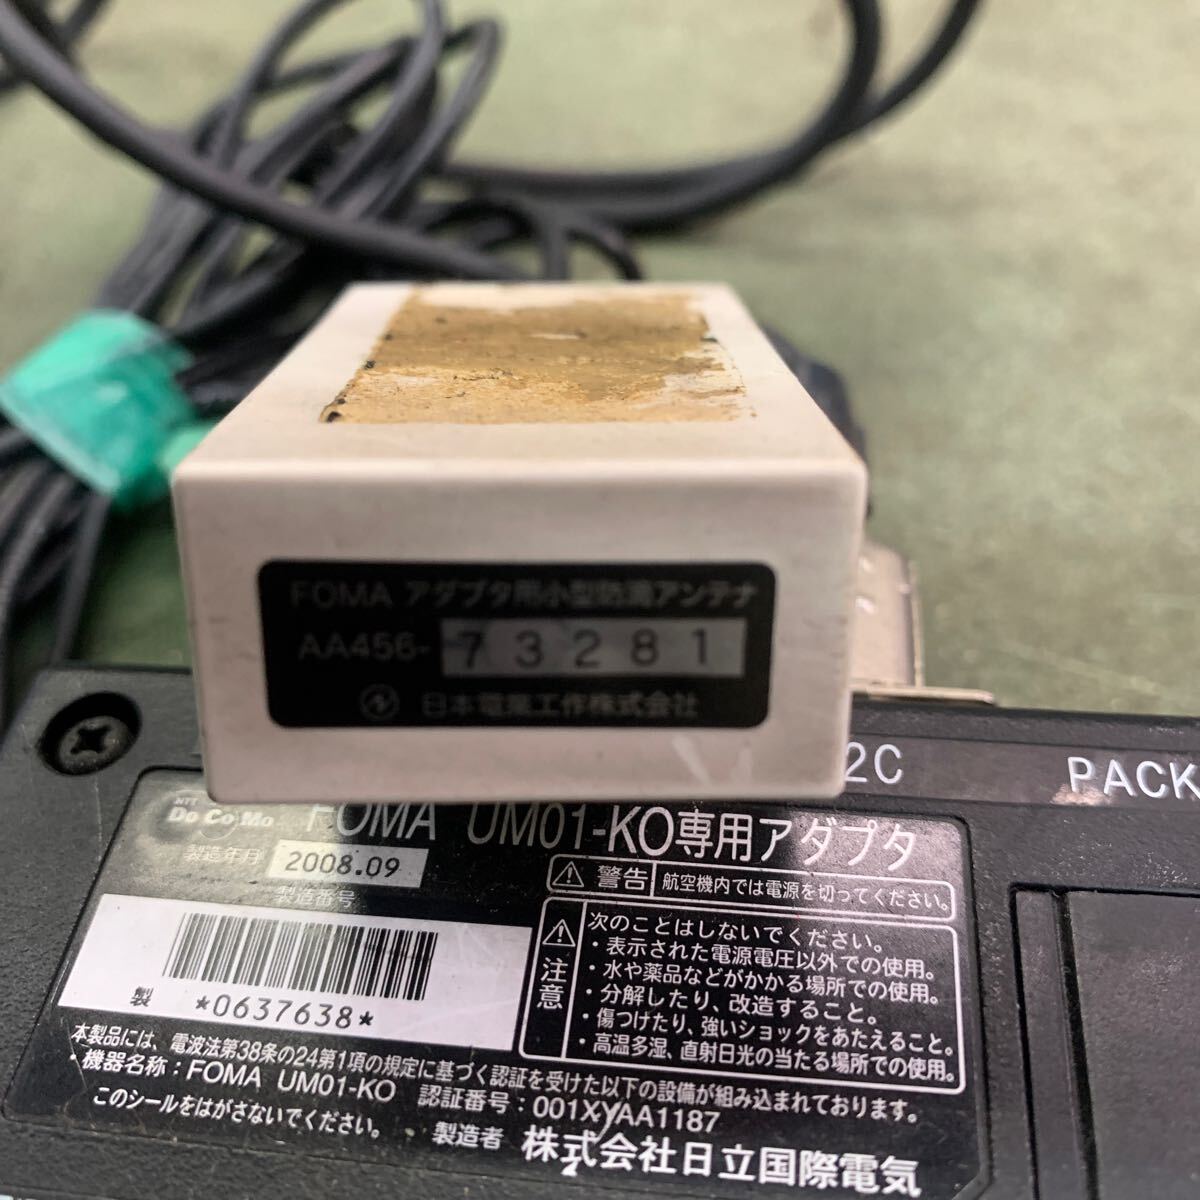 FOMA アダプタ用小型防滴アンテナ
AA456-73281
日本電業工作株式会社
2C
PACK
NTT
DoCoMo
FOMA UM01-KO専用アダプタ
製造年月 2008.09
製造番号
製 *0637638*
警告 航空機内では電源を切ってください。
注意
次のことはしないでください。
・表示された電源電圧以外での使用。
・水や薬品などがかかる場所での使用。
・分解したり、改造すること。
・傷つけたり、強いショックをあたえること。
・高温多湿、直射日光の当たる場所での使用。
本製品には、電波法第38条の24第1項の規定に基づく認証を受けた以下の設備が組み込まれております。
・機器名称：FOMA UM01-KO 認証番号：001XYAA1187
このシールをはがさないでください。
製造者 株式会社日立国際電気